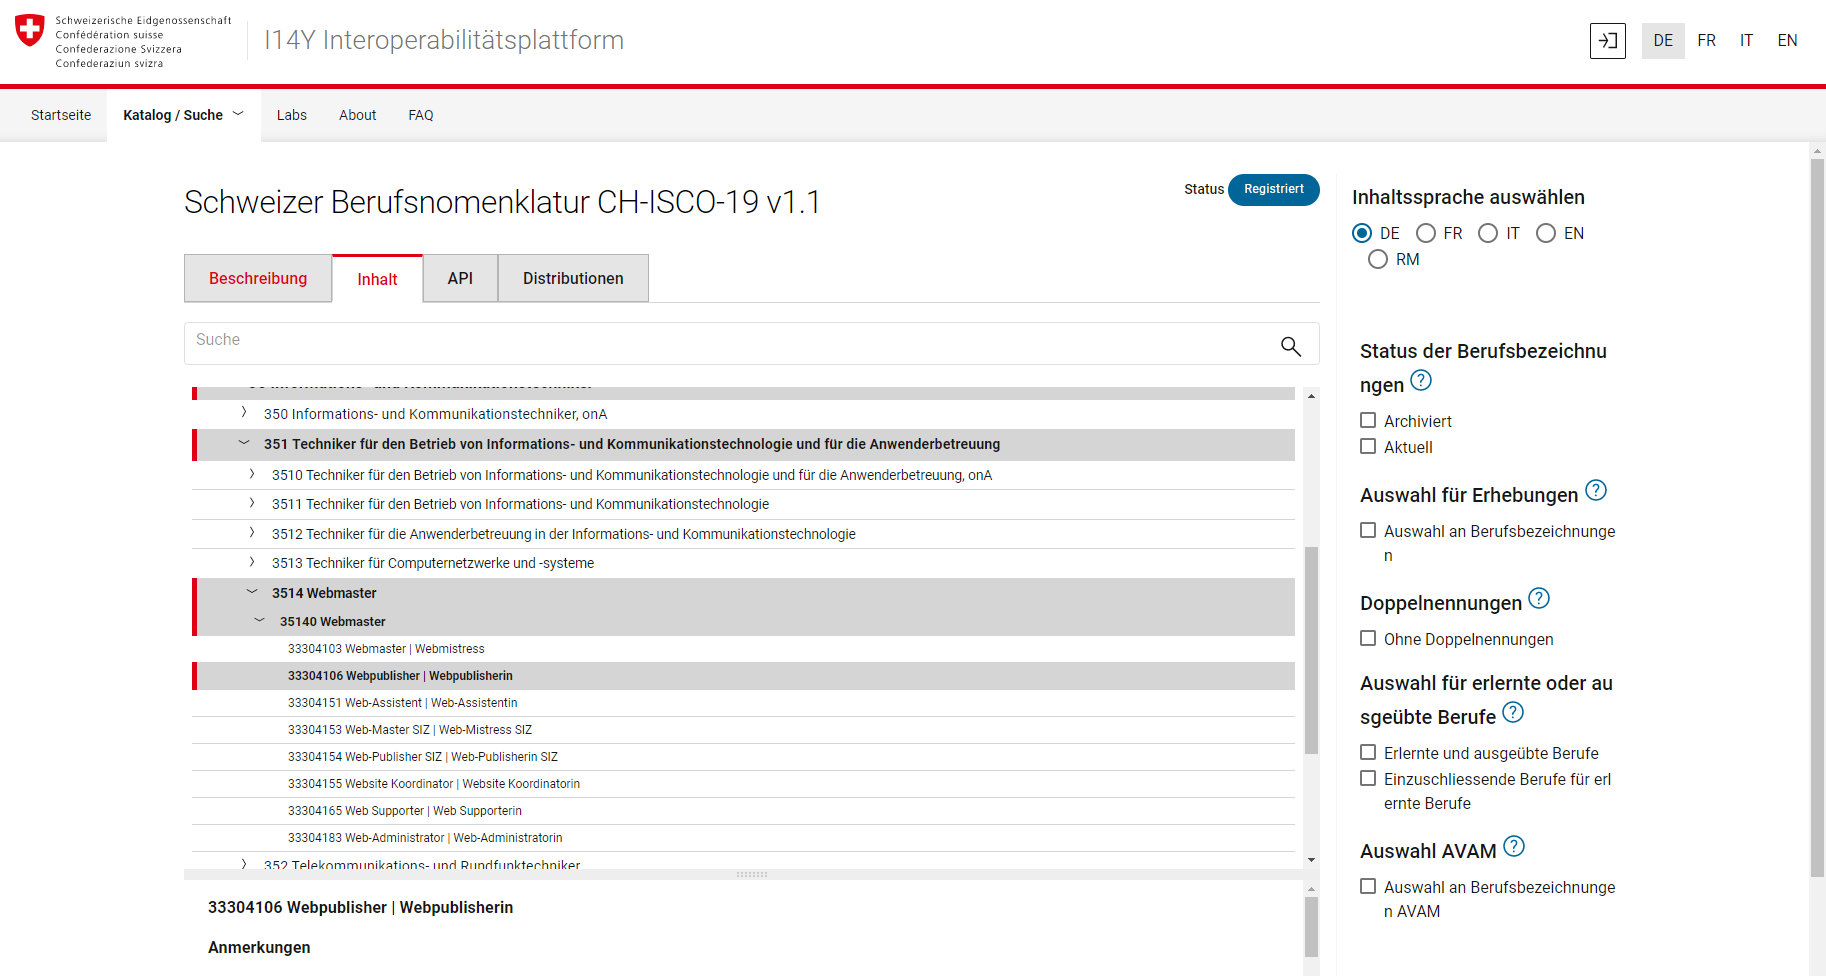 Schweizerische Eidgenossenschaft
Confédération suisse
Confederazione Svizzera
Confederaziun svizra
I14Y Interoperabilitätsplattform
DE FR IT EN
Startseite Katalog / Suche Labs About FAQ
Schweizer Berufsnomenklatur CH-ISCO-19 v1.1
Status Registriert
Beschreibung Inhalt API Distributionen
Suche
350 Informations- und Kommunikationstechniker, onA
351 Techniker für den Betrieb von Informations- und Kommunikationstechnologie und für die Anwenderbetreuung
3510 Techniker für den Betrieb von Informations- und Kommunikationstechnologie und für die Anwenderbetreuung, onA
3511 Techniker für den Betrieb von Informations- und Kommunikationstechnologie
3512 Techniker für die Anwenderbetreuung in der Informations- und Kommunikationstechnologie
3513 Techniker für Computernetzwerke und -systeme
3514 Webmaster
35140 Webmaster
33304103 Webmaster | Webmistress
33304106 Webpublisher | Webpublisherin
33304151 Web-Assistent | Web-Assistentin
33304153 Web-Master SIZ | Web-Mistress SIZ
33304154 Web-Publisher SIZ | Web-Publisherin SIZ
33304155 Website Koordinator | Website Koordinatorin
33304165 Web Supporter | Web Supporterin
33304183 Web-Administrator | Web-Administratorin
352 Telekommunikations- und Rundfunktechniker
33304106 Webpublisher | Webpublisherin
Anmerkungen
Inhaltssprache auswählen
DE FR IT EN
RM
Status der Berufsbezeichnu
ngen ?
Archiviert
Aktuell
Auswahl für Erhebungen ?
Auswahl an Berufsbezeichnunge
n
Doppelnennungen ?
Ohne Doppelnennungen
Auswahl für erlernte oder au
sgeübte Berufe ?
Erlernte und ausgeübte Berufe
Einzuschliessende Berufe für erl
ernte Berufe
Auswahl AVAM ?
Auswahl an Berufsbezeichnunge
n AVAM